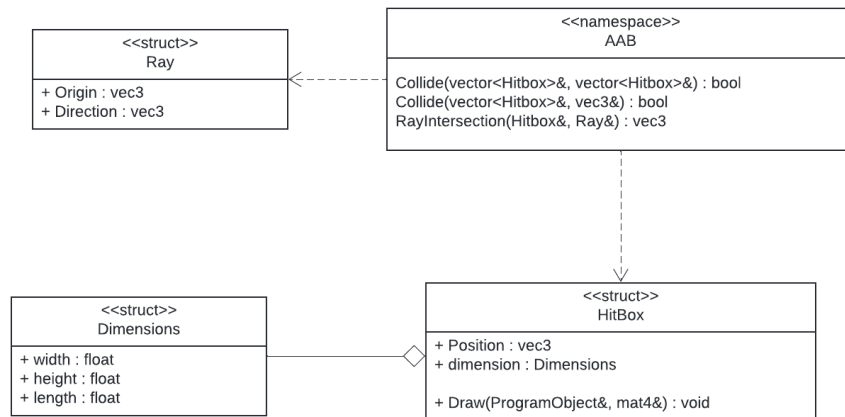 <<struct>>
Ray
+ Origin : vec3
+ Direction : vec3
<<namespace>>
AAB
Collide(vector<Hitbox>&, vector<Hitbox>&) : bool
Collide(vector<Hitbox>&, vec3&) : bool
RayIntersection(Hitbox&, Ray&) : vec3
<<struct>>
Dimensions
+ width : float
+ height : float
+ length : float
<<struct>>
HitBox
+ Position : vec3
+ dimension : Dimensions
+ Draw(ProgramObject&, mat4&) : void